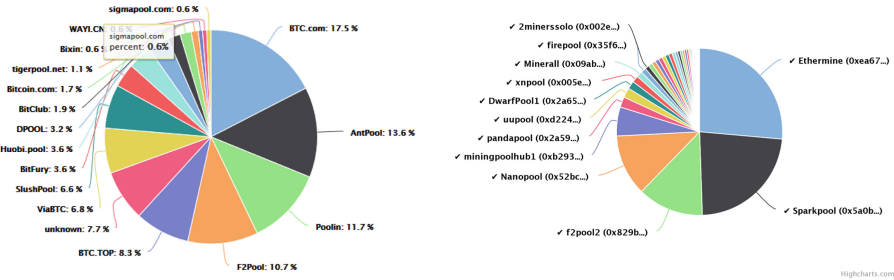 sigmapool.com: 0.6 %
WAYI.CN: 0.6 %
sigmapool.com
percent: 0.6%
Bixin: 0.6 %
tigerpool.net: 1.1 %
Bitcoin.com: 1.7 %
BitClub: 1.9 %
DPOOL: 3.2 %
Huobi.pool: 3.6 %
BitFury: 3.6 %
SlushPool: 6.6 %
ViaBTC: 6.8 %
unknown: 7.7 %
BTC.TOP: 8.3 %
F2Pool: 10.7 %
Poolin: 11.7 %
AntPool: 13.6 %
BTC.com: 17.5 %
✔ 2minerssolo (0x002e...
✔ firepool (0x35f6...
✔ Minerall (0x09ab...
✔ xnpool (0x005e...
✔ DwarfPool1 (0x2a65...
✔ uupool (0xd224...
✔ pandapool (0x2a59...
✔ miningpoolhub1 (0xb293...
✔ Nanopool (0x52bc...
✔ f2pool2 (0x829b...
✔ Sparkpool (0x5a0b...
✔ Ethermine (0xea67...
Highcharts.com